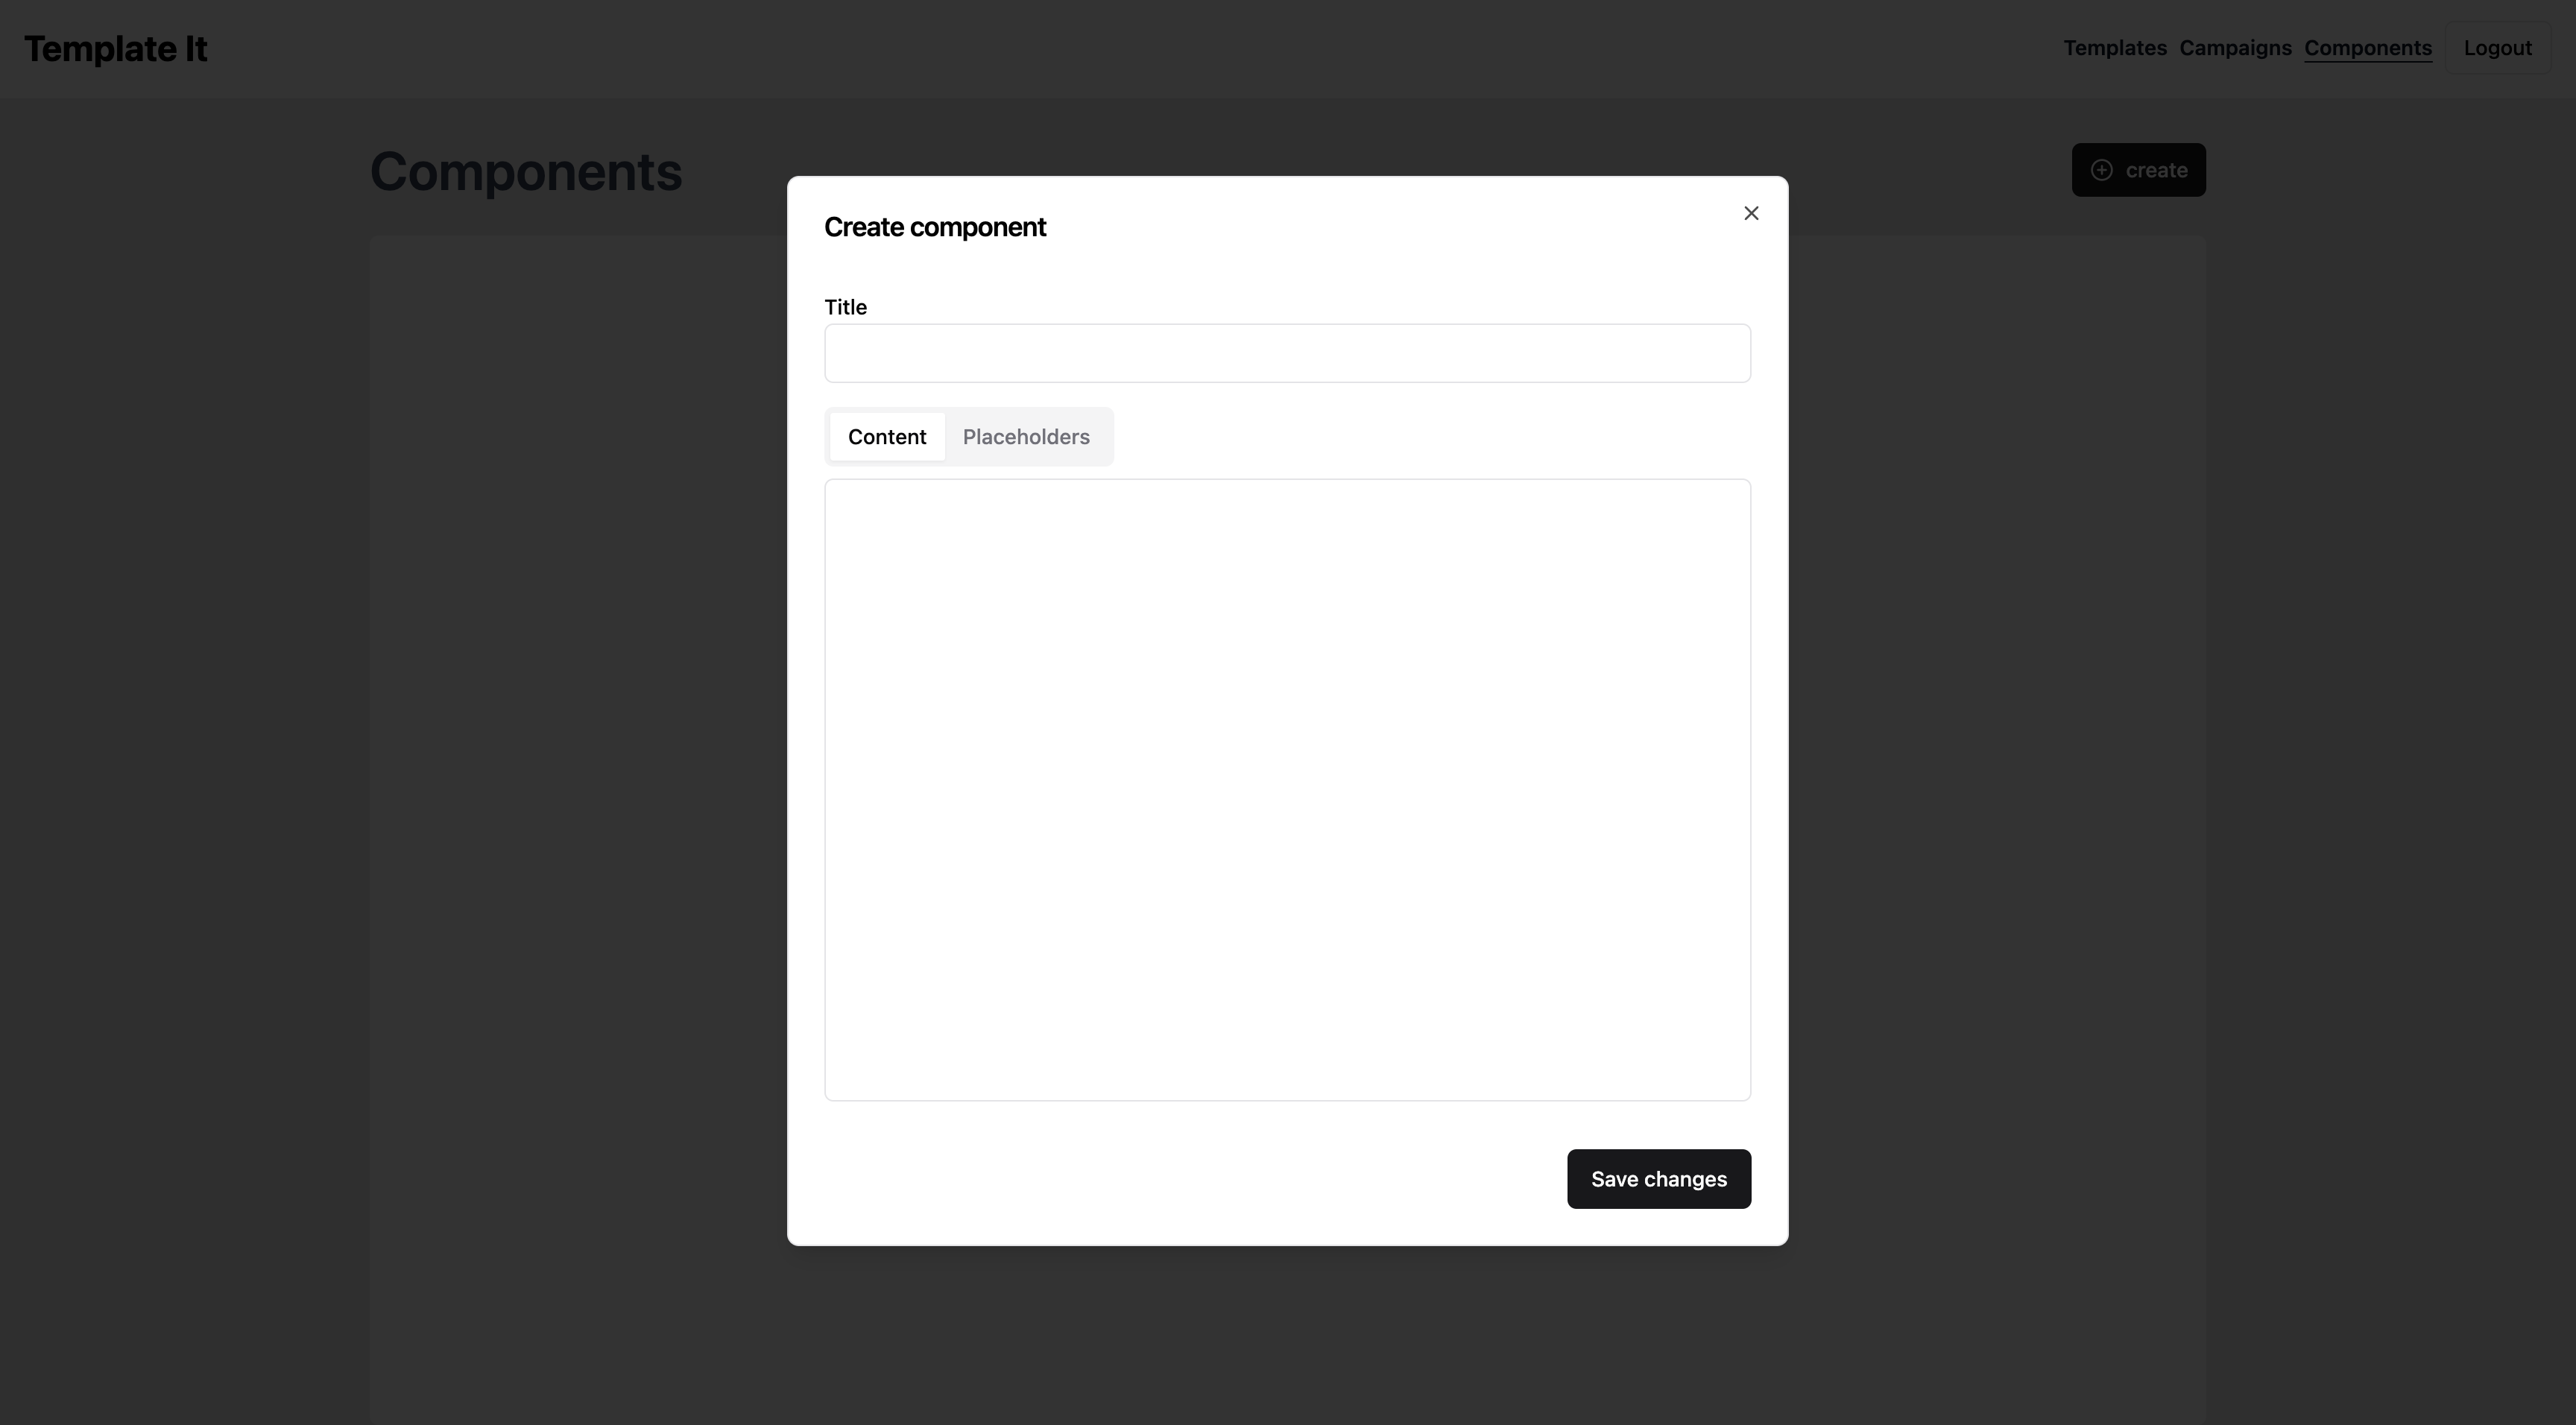 Template It
Templates Campaigns Components Logout
Components
create
Create component
Title
Content Placeholders
Save changes